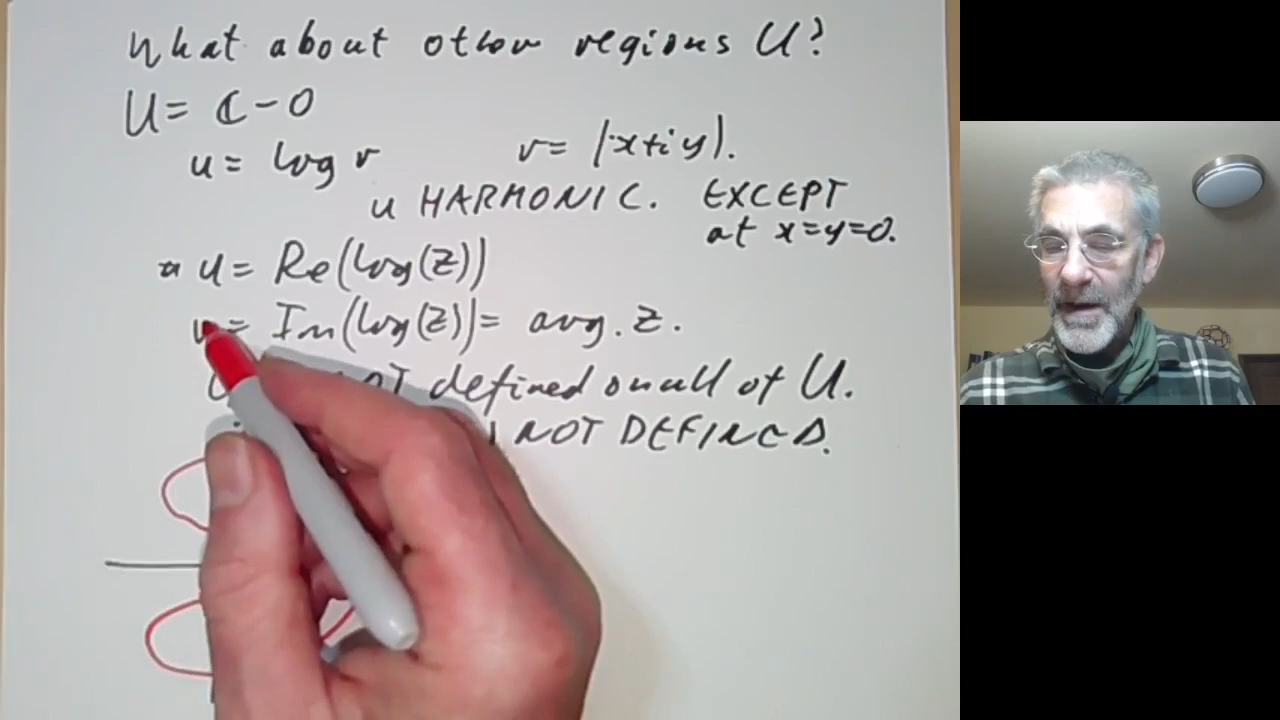 What about other regions U?
U = ℂ - 0
u = log r r = |x+iy|.
u HARMONIC. EXCEPT
at x=y=0.
u = Re(log(z))
= Im(log(z)) = arg. z.
NOT defined on all of U.
NOT DEFINED.